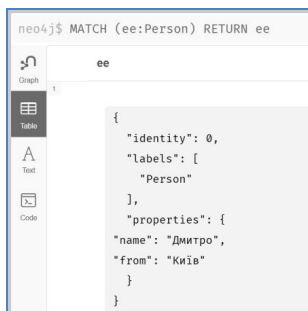 neo4j$ MATCH (ee:Person) RETURN ee
Graph
ee
1
Table
Text
Code
{
"identity": 0,
"labels": [
"Person"
],
"properties": {
"name": "Дмитро",
"from": "Київ"
}
}